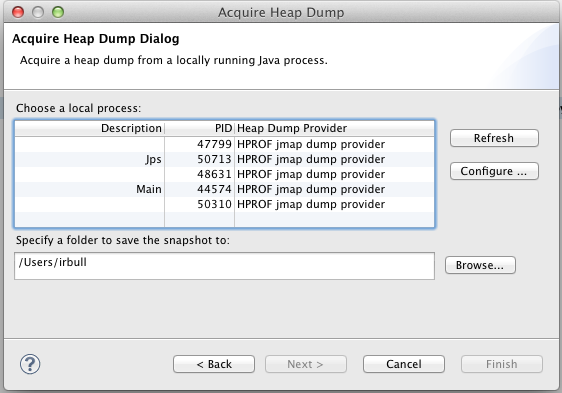 Acquire Heap Dump
Acquire Heap Dump Dialog
Acquire a heap dump from a locally running Java process.
Choose a local process:
Description PID Heap Dump Provider
47799 HPROF jmap dump provider
Jps 50713 HPROF jmap dump provider
48631 HPROF jmap dump provider
Main 44574 HPROF jmap dump provider
50310 HPROF jmap dump provider
Refresh
Configure ...
Specify a folder to save the snapshot to:
/Users/irbull
Browse...
?
< Back Next > Cancel Finish